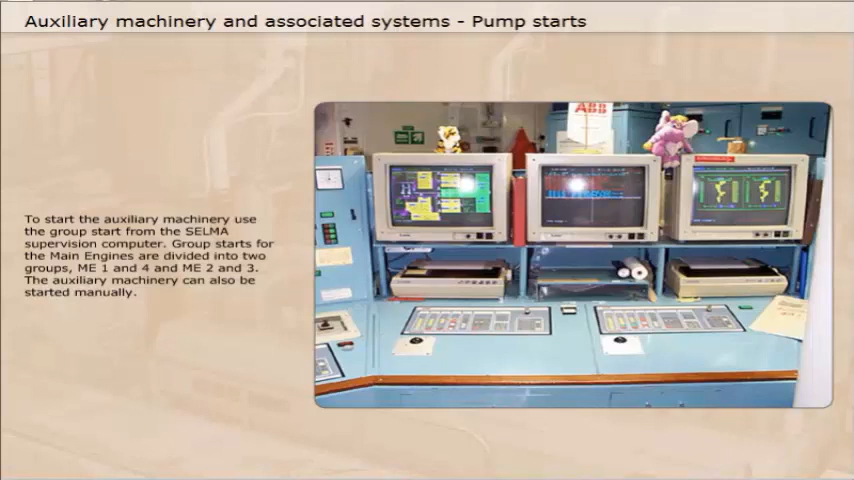 Auxiliary machinery and associated systems - Pump starts
ABB
To start the auxiliary machinery use
the group start from the SELMA
supervision computer. Group starts for
the Main Engines are divided into two
groups, ME 1 and 4 and ME 2 and 3.
The auxiliary machinery can also be
started manually.